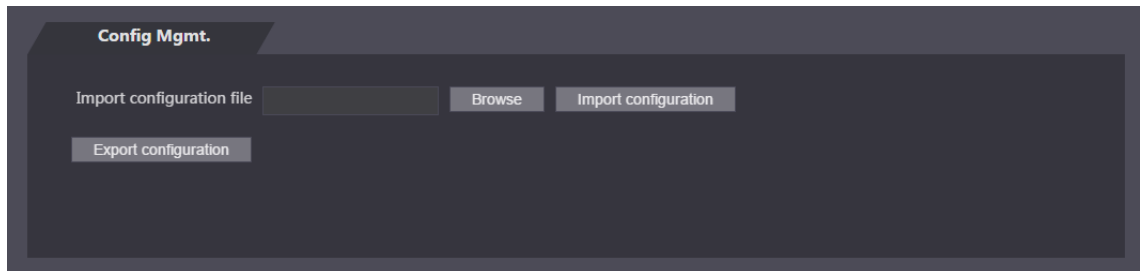 Config Mgmt.
Import configuration file Browse Import configuration
Export configuration